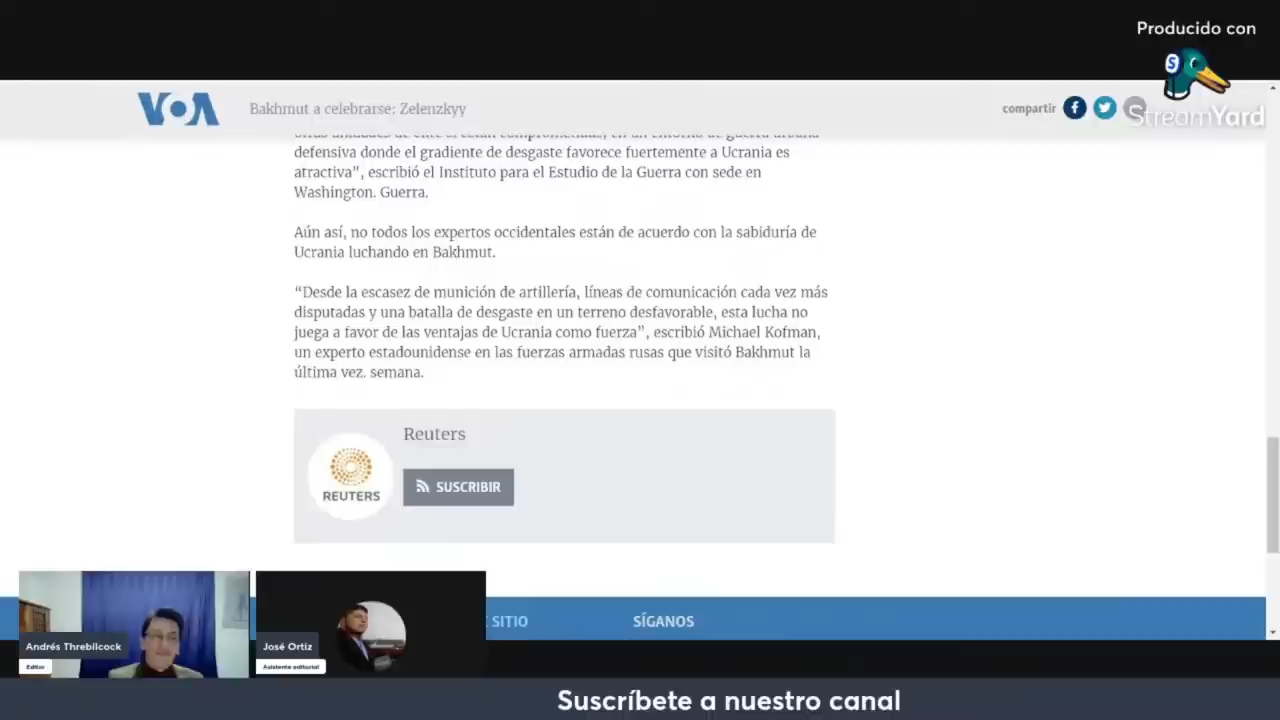 Producido con
StreamYard
VOA
Bakhmut a celebrarse: Zelenzkyy
compartir
defensiva donde el gradiente de desgaste favorece fuertemente a Ucrania es
atractiva", escribió el Instituto para el Estudio de la Guerra con sede en
Washington. Guerra.
Aún así, no todos los expertos occidentales están de acuerdo con la sabiduría de
Ucrania luchando en Bakhmut.
“Desde la escasez de munición de artillería, líneas de comunicación cada vez más
disputadas y una batalla de desgaste en un terreno desfavorable, esta lucha no
juega a favor de las ventajas de Ucrania como fuerza”, escribió Michael Kofman,
un experto estadounidense en las fuerzas armadas rusas que visitó Bakhmut la
última vez. semana.
Reuters
REUTERS
SUSCRIBIR
SITIO
SÍGANOS
Andrés Threbilcock
Editor
José Ortiz
Asistente editorial
Suscríbete a nuestro canal